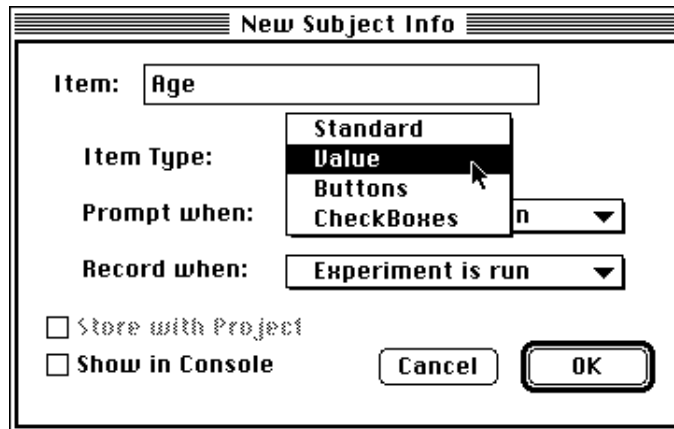 New Subject Info
Item: Age
Standard
Item Type: Value
Buttons
Prompt when: CheckBoxes n
Record when: Experiment is run
Store with Project
Show in Console Cancel OK